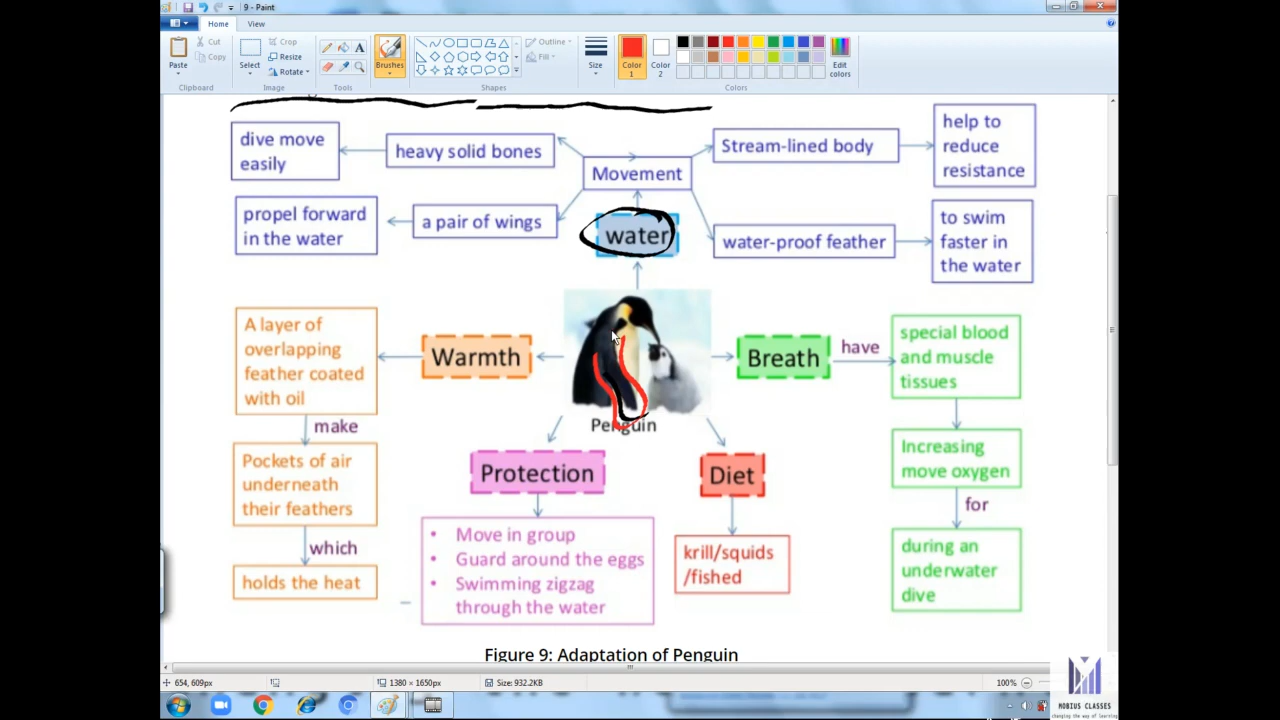 9 - Paint
Home
View
Paste
Cut
Copy
Clipboard
Select
Crop
Resize
Rotate
Image
Tools
Brushes
Shapes
Outline
Fill
Size
Color
1
Color
2
Colors
Edit
colors
dive move
easily
heavy solid bones
Movement
Stream-lined body
help to
reduce
resistance
propel forward
in the water
a pair of wings
water
water-proof feather
to swim
faster in
the water
A layer of
overlapping
feather coated
with oil
Warmth
Breath
have
special blood
and muscle
tissues
make
Penguin
Pockets of air
underneath
their feathers
Protection
Diet
Increasing
move oxygen
for
which
holds the heat
• Move in group
• Guard around the eggs
• Swimming zigzag
through the water
krill/squids
/fished
during an
underwater
dive
Figure 9: Adaptation of Penguin
654, 609px
1380 × 1650px
Size: 932.2KB
100%
MOBIUS CLASSES
changing the way of learning